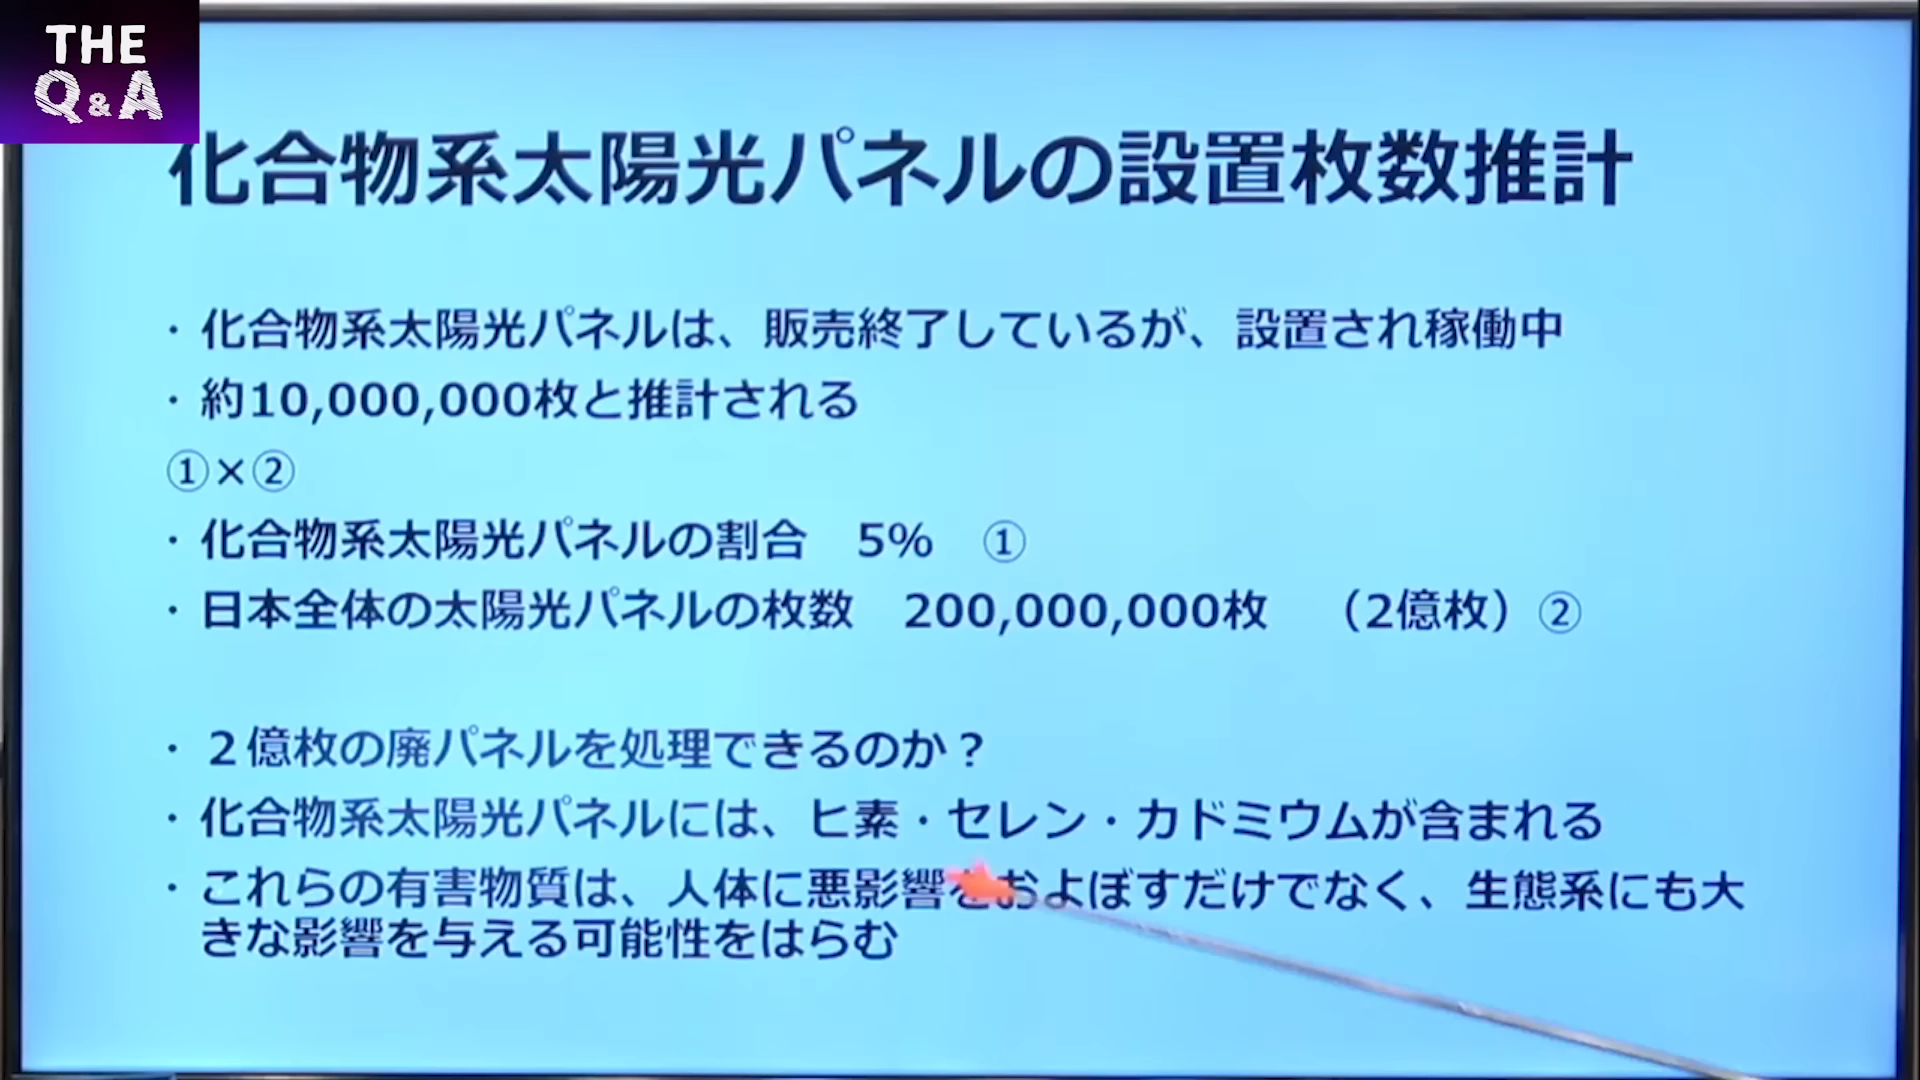 THE
Q&A
化合物系太陽光パネルの設置枚数推計
・化合物系太陽光パネルは、販売終了しているが、設置され稼働中
・約10,000,000枚と推計される
①×②
・化合物系太陽光パネルの割合　5%　①
・日本全体の太陽光パネルの枚数　200,000,000枚　（2億枚）②
・２億枚の廃パネルを処理できるのか？
・化合物系太陽光パネルには、ヒ素・セレン・カドミウムが含まれる
・これらの有害物質は、人体に悪影響をおよぼすだけでなく、生態系にも大
きな影響を与える可能性をはらむ